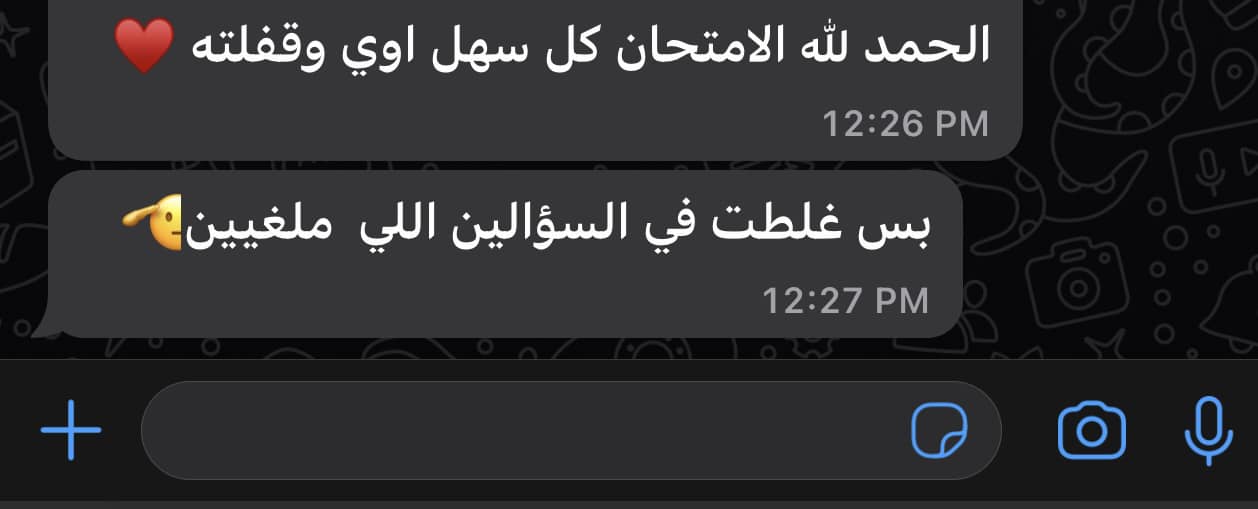 الحمد لله الامتحان كل سهل اوي وقفلته ♥️
12:26 PM
بس غلطت في السؤالين اللي ملغيين🫡
12:27 PM